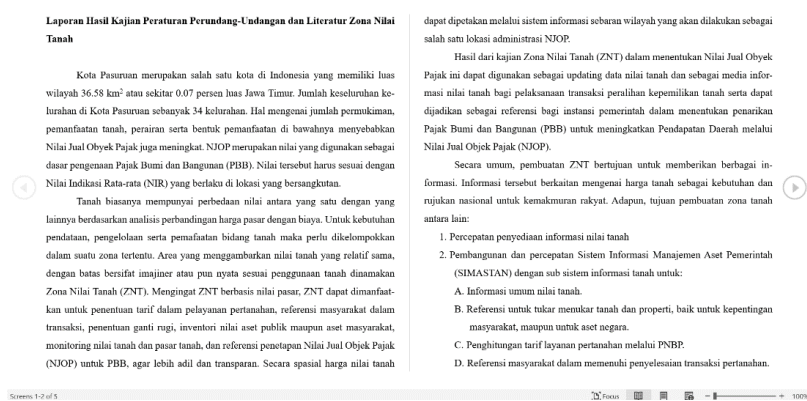 Laporan Hasil Kajian Peraturan Perundang-Undangan dan Literatur Zona Nilai
Tanah
Kota Pasuruan merupakan salah satu kota di Indonesia yang memiliki luas
wilayah 36.58 km² atau sekitar 0.07 persen luas Jawa Timur. Jumlah keseluruhan ke-
lurahan di Kota Pasuruan sebanyak 34 kelurahan. Hal mengenai jumlah permukiman,
pemanfaatan tanah, perairan serta bentuk pemanfaatan di bawahnya menyebabkan
Nilai Jual Obyek Pajak juga meningkat. NJOP merupakan nilai yang digunakan sebagai
dasar pengenaan Pajak Bumi dan Bangunan (PBB). Nilai tersebut harus sesuai dengan
Nilai Indikasi Rata-rata (NIR) yang berlaku di lokasi yang bersangkutan.
Tanah biasanya mempunyai perbedaan nilai antara yang satu dengan yang
lainnya berdasarkan analisis perbandingan harga pasar dengan biaya. Untuk kebutuhan
pendataan, pengelolaan serta pemafaatan bidang tanah maka perlu dikelompokkan
dalam suatu zona tertentu. Area yang menggambarkan nilai tanah yang relatif sama,
dengan batas bersifat imajiner atau pun nyata sesuai penggunaan tanah dinamakan
Zona Nilai Tanah (ZNT). Mengingat ZNT berbasis nilai pasar, ZNT dapat dimanfaat-
kan untuk penentuan tarif dalam pelayanan pertanahan, referensi masyarakat dalam
transaksi, penentuan ganti rugi, inventori nilai aset publik maupun aset masyarakat,
monitoring nilai tanah dan pasar tanah, dan referensi penetapan Nilai Jual Objek Pajak
(NJOP) untuk PBB, agar lebih adil dan transparan. Secara spasial harga nilai tanah
dapat dipetakan melalui sistem informasi sebaran wilayah yang akan dilakukan sebagai
salah satu lokasi administrasi NJOP.
Hasil dari kajian Zona Nilai Tanah (ZNT) dalam menentukan Nilai Jual Obyek
Pajak ini dapat digunakan sebagai updating data nilai tanah dan sebagai media infor-
masi nilai tanah bagi pelaksanaan transaksi peralihan kepemilikan tanah serta dapat
dijadikan sebagai referensi bagi instansi pemerintah dalam menentukan penarikan
Pajak Bumi dan Bangunan (PBB) untuk meningkatkan Pendapatan Daerah melalui
Nilai Jual Objek Pajak (NJOP).
Secara umum, pembuatan ZNT bertujuan untuk memberikan berbagai in-
formasi. Informasi tersebut berkaitan mengenai harga tanah sebagai kebutuhan dan
rujukan nasional untuk kemakmuran rakyat. Adapun, tujuan pembuatan zona tanah
antara lain:
1. Percepatan penyediaan informasi nilai tanah
2. Pembangunan dan percepatan Sistem Informasi Manajemen Aset Pemerintah
(SIMASTAN) dengan sub sistem informasi tanah untuk:
A. Informasi umum nilai tanah.
B. Referensi untuk tukar menukar tanah dan properti, baik untuk kepentingan
masyarakat, maupun untuk aset negara.
C. Penghitungan tarif layanan pertanahan melalui PNBP.
D. Referensi masyarakat dalam memenuhi penyelesaian transaksi pertanahan.
Screens 1-2 of 5
Focus
100%